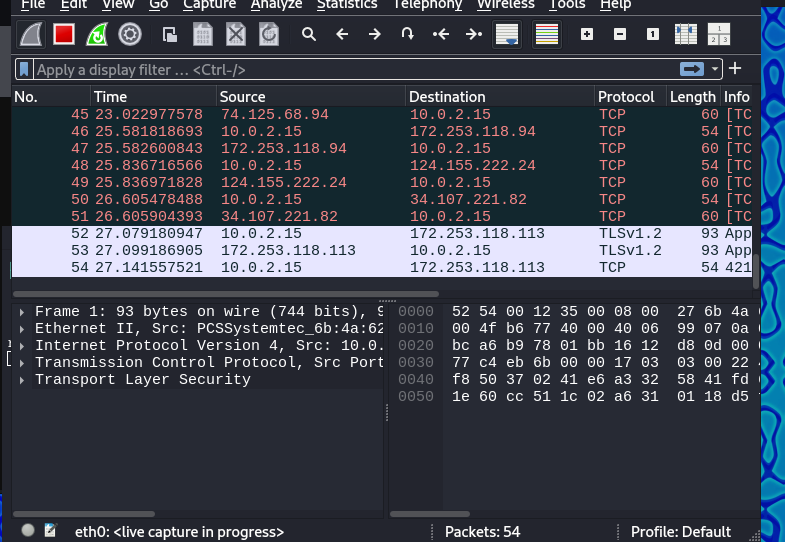 File Edit View Go Capture Analyze Statistics Telephony Wireless Tools Help
1
1
2 3
Apply a display filter … <Ctrl-/>
No. Time Source Destination Protocol Length Info
45 23.022977578 74.125.68.94 10.0.2.15 TCP 60 [TC
46 25.581818693 10.0.2.15 172.253.118.94 TCP 54 [TC
47 25.582600843 172.253.118.94 10.0.2.15 TCP 60 [TC
48 25.836716566 10.0.2.15 124.155.222.24 TCP 54 [TC
49 25.836971828 124.155.222.24 10.0.2.15 TCP 60 [TC
50 26.605478488 10.0.2.15 34.107.221.82 TCP 54 [TC
51 26.605904393 34.107.221.82 10.0.2.15 TCP 60 [TC
52 27.079180947 10.0.2.15 172.253.118.113 TLSv1.2 93 App
53 27.099186905 172.253.118.113 10.0.2.15 TLSv1.2 93 App
54 27.141557521 10.0.2.15 172.253.118.113 TCP 54 421
Frame 1: 93 bytes on wire (744 bits), 9
Ethernet II, Src: PCSSystemtec_6b:4a:62
Internet Protocol Version 4, Src: 10.0.
Transmission Control Protocol, Src Port
Transport Layer Security
0000 52 54 00 12 35 00 08 00 27 6b 4a
0010 00 4f b6 77 40 00 40 06 99 07 0a
0020 bc a6 b9 78 01 bb 16 12 d8 0d 00
0030 77 c4 eb 6b 00 00 17 03 03 00 22
0040 f8 50 37 02 41 e6 a3 32 58 41 fd
0050 1e 60 cc 51 1c 02 a6 31 01 18 d5
eth0: <live capture in progress> Packets: 54 Profile: Default